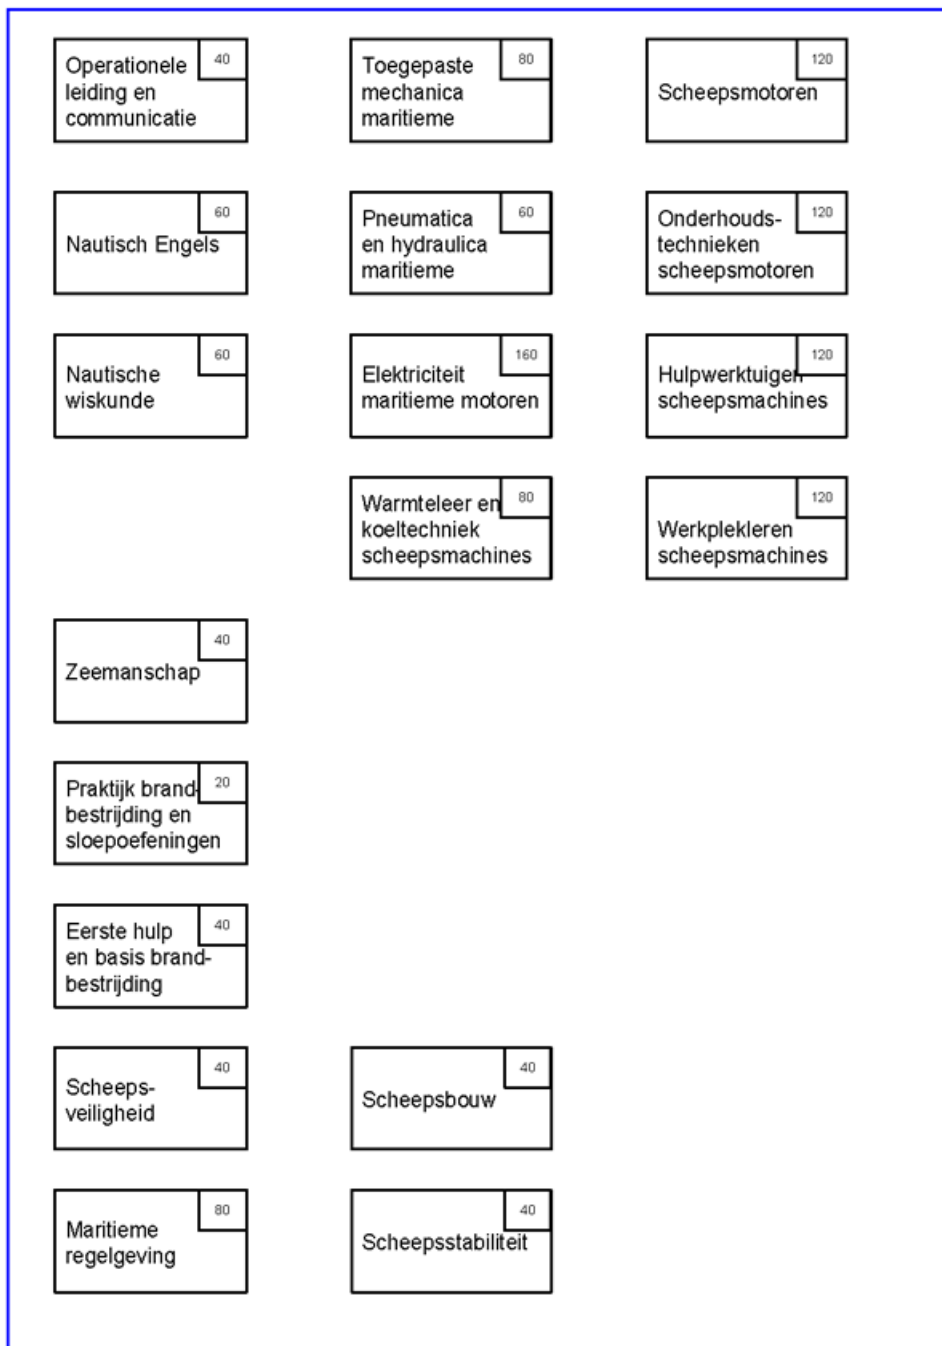 Operationele
leiding en
communicatie
40
Toegepaste
mechanica
maritieme
80
Scheepsmotoren
120
Nautisch Engels
60
Pneumatica
en hydraulica
maritieme
60
Onderhouds-
technieken
scheepsmotoren
120
Nautische
wiskunde
60
Elektriciteit
maritieme motoren
160
Hulpwerktuigen
scheepsmachines
120
Warmteleer en
koeltechniek
scheepsmachines
80
Werkplekleren
scheepsmachines
120
Zeemanschap
40
Praktijk brand-
bestrijding en
sloepoefeningen
20
Eerste hulp
en basis brand-
bestrijding
40
Scheeps-
veiligheid
40
Scheepsbouw
40
Maritieme
regelgeving
80
Scheepsstabiliteit
40